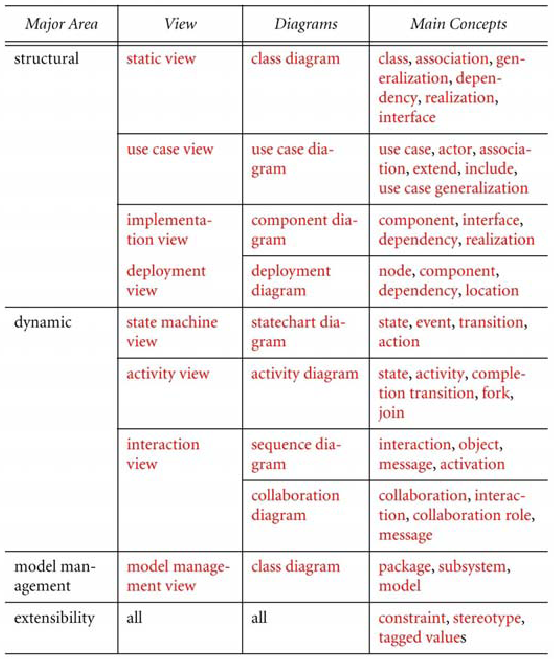 Major Area View Diagrams Main Concepts
structural static view class diagram class, association, gen-
eralization, depen-
dency, realization,
interface
use case view use case dia- use case, actor, associa-
gram tion, extend, include,
use case generalization
implementa- component dia- component, interface,
tion view gram dependency, realization
deployment deployment node, component,
view diagram dependency, location
dynamic state machine statechart dia- state, event, transition,
view gram action
activity view activity diagram state, activity, comple-
tion transition, fork,
join
interaction sequence dia- interaction, object,
view gram message, activation
collaboration collaboration, interac-
diagram tion, collaboration role,
message
model man- model manage- class diagram package, subsystem,
agement ment view model
extensibility all all constraint, stereotype,
tagged values